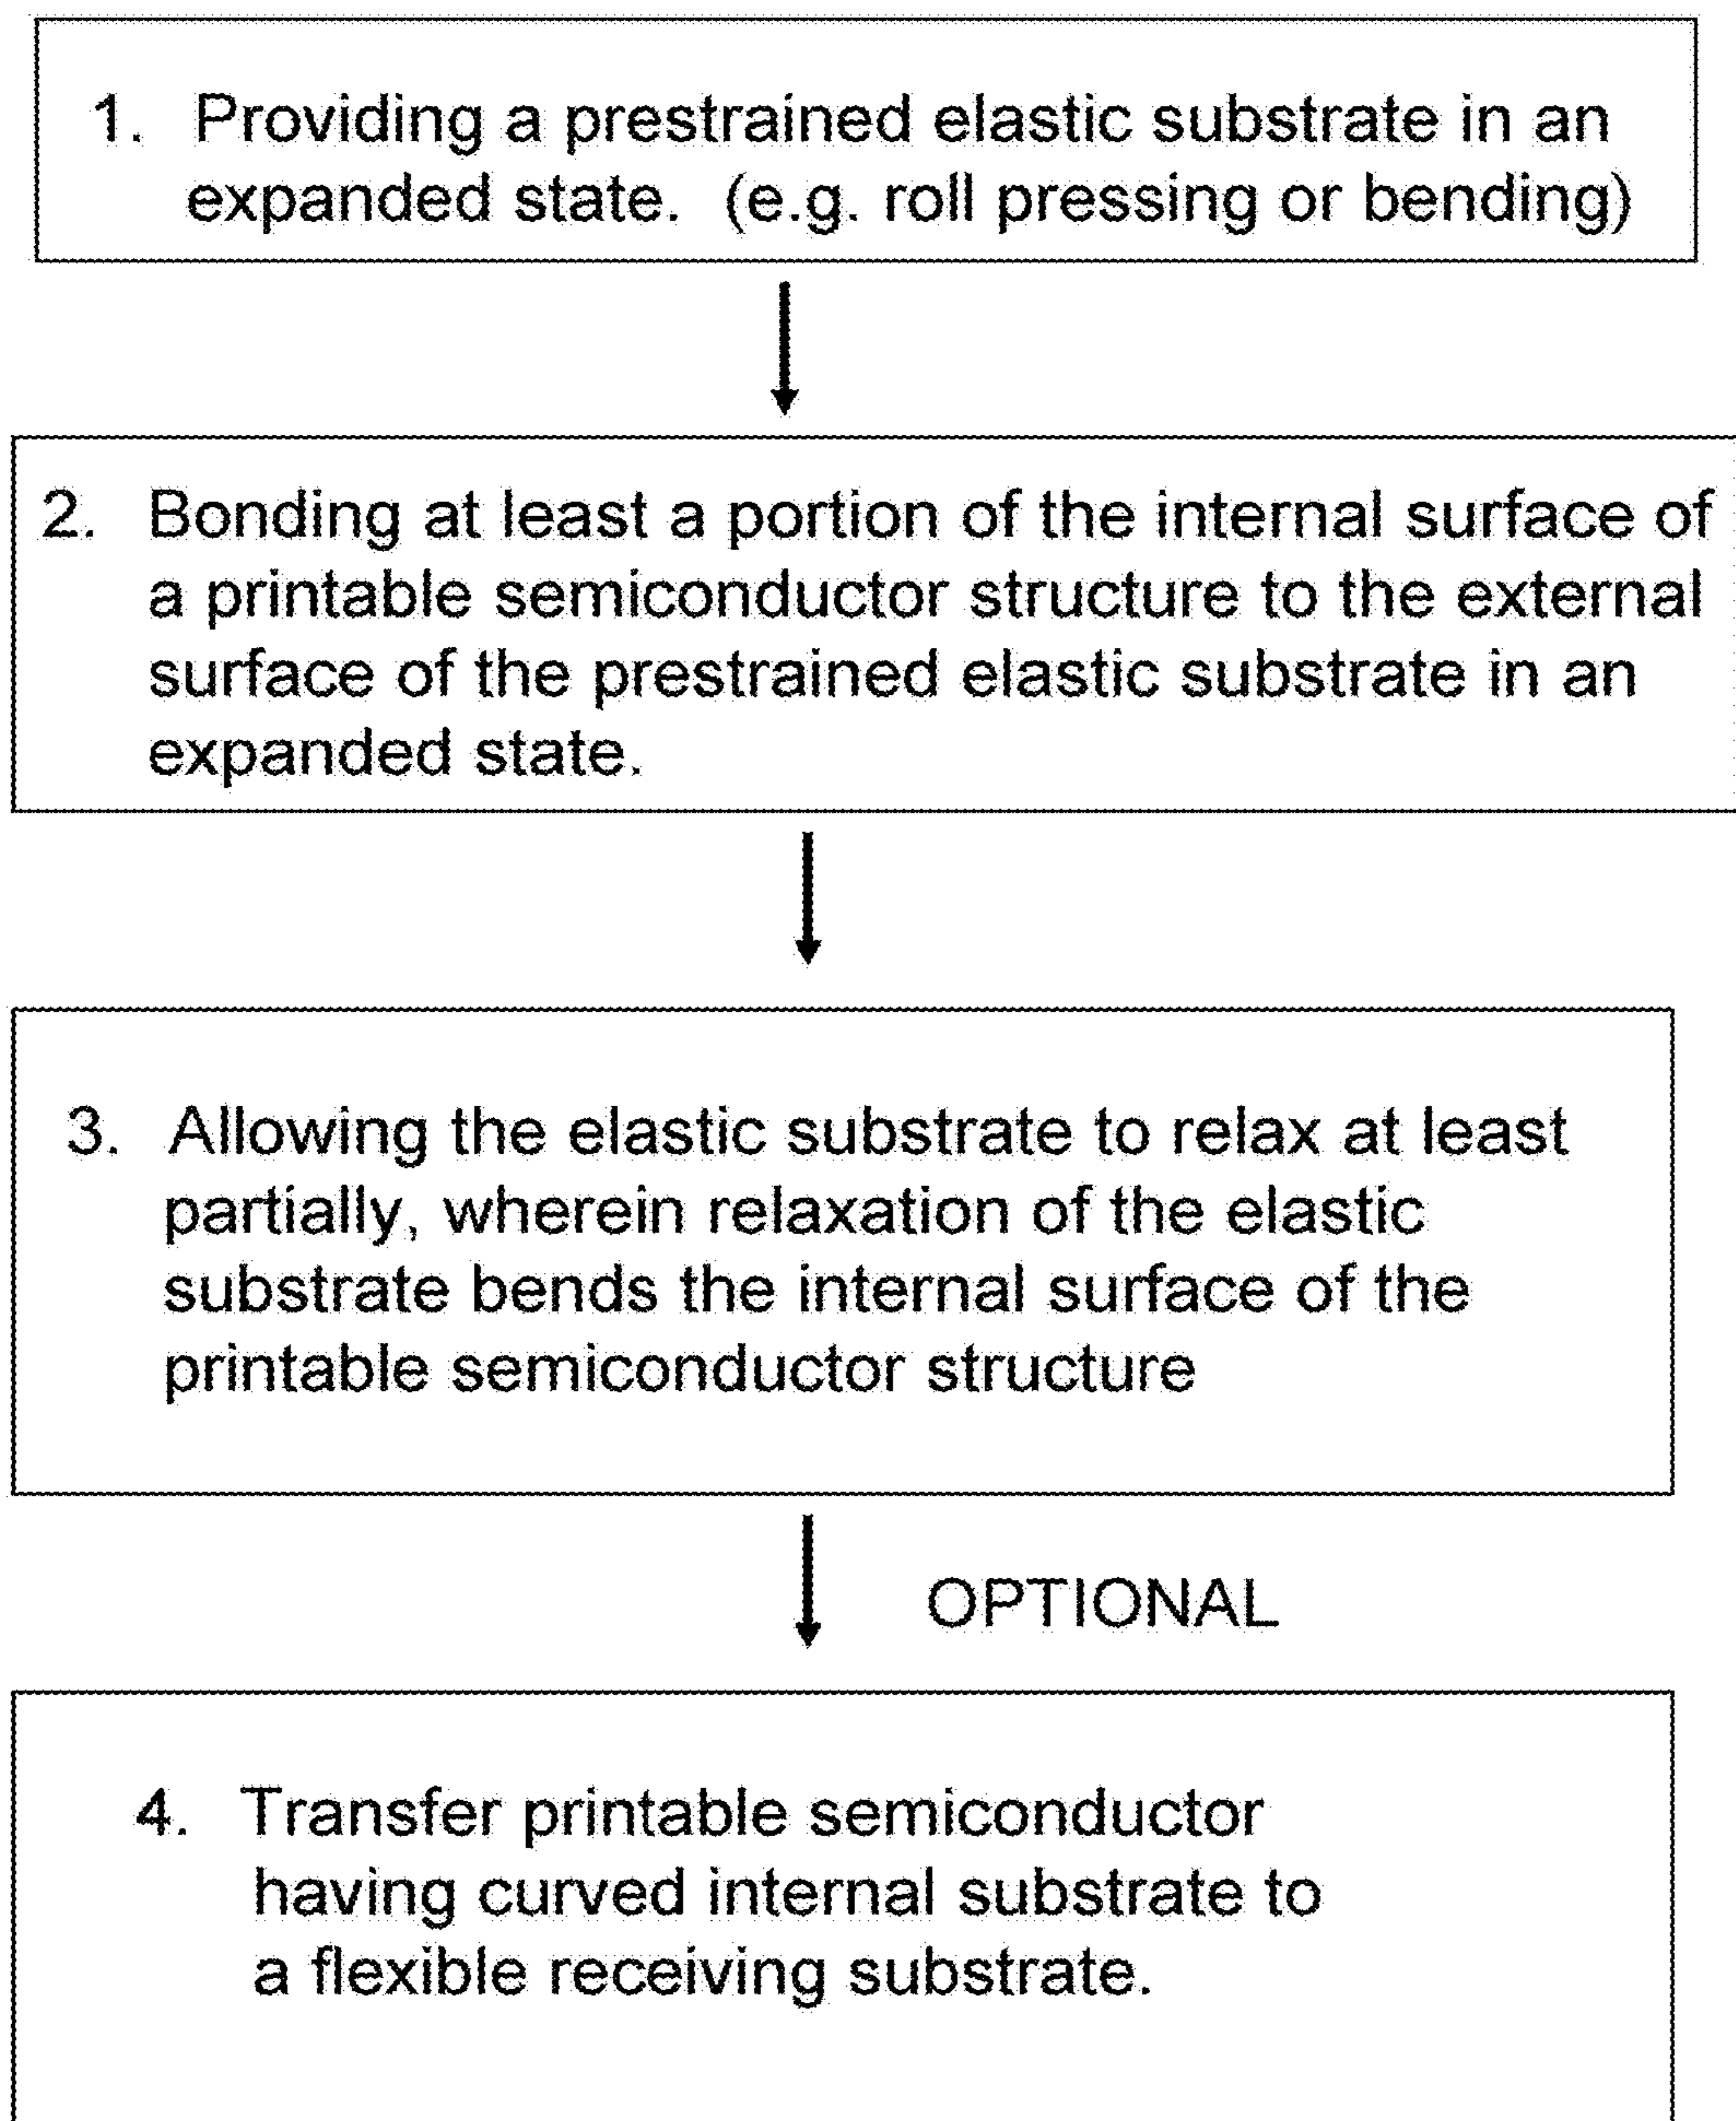 1. Providing a prestrained elastic substrate in an
expanded state. (e.g. roll pressing or bending)
2. Bonding at least a portion of the internal surface of
a printable semiconductor structure to the external
surface of the prestrained elastic substrate in an
expanded state.
3. Allowing the elastic substrate to relax at least
partially, wherein relaxation of the elastic
substrate bends the internal surface of the
printable semiconductor structure
OPTIONAL
4. Transfer printable semiconductor
having curved internal substrate to
a flexible receiving substrate.